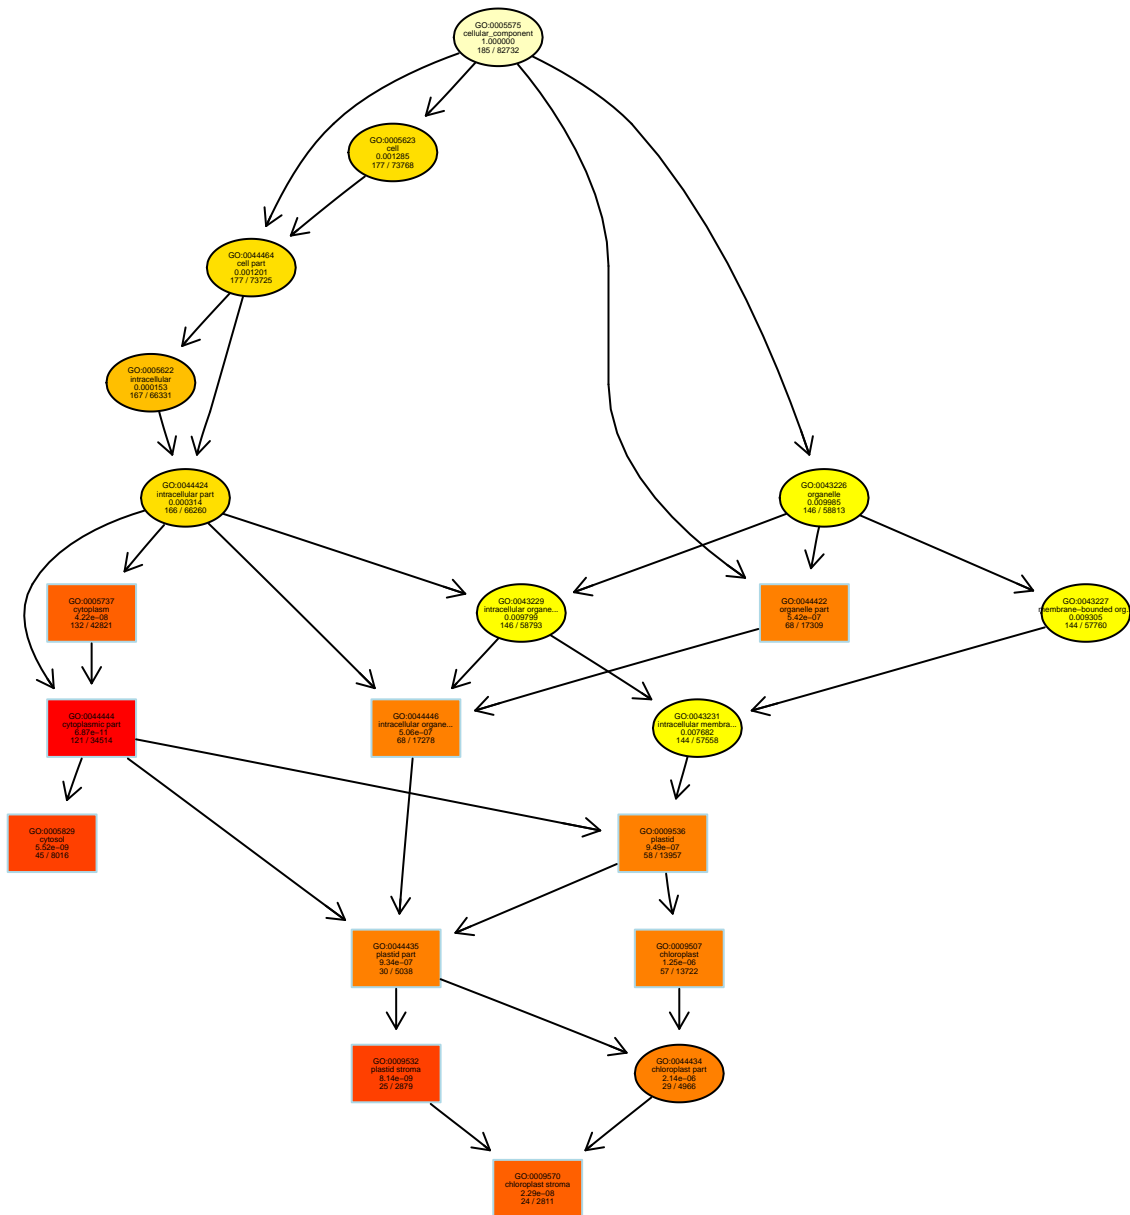 GO:0005575
cellular_component
1.000000
185 / 82732
GO:0005623
cell
0.001285
177 / 73768
GO:0044464
cell part
0.001201
177 / 73725
GO:0005622
intracellular
0.000153
167 / 66331
GO:0044424
intracellular part
0.000314
166 / 66260
GO:0043226
organelle
0.009985
146 / 58813
GO:0005737
cytoplasm
4.22e−08
132 / 42821
GO:0043229
intracellular organe...
0.009799
146 / 58793
GO:0044422
organelle part
5.42e−07
68 / 17309
GO:0043227
membrane−bounded org...
0.009305
144 / 57760
GO:0044444
cytoplasmic part
6.87e−11
121 / 34514
GO:0044446
intracellular organe...
5.06e−07
68 / 17278
GO:0043231
intracellular membra...
0.007682
144 / 57558
GO:0005829
cytosol
5.52e−09
45 / 8016
GO:0009536
plastid
9.49e−07
58 / 13957
GO:0044435
plastid part
9.34e−07
30 / 5038
GO:0009507
chloroplast
1.25e−06
57 / 13722
GO:0009532
plastid stroma
8.14e−09
25 / 2879
GO:0044434
chloroplast part
2.14e−06
29 / 4966
GO:0009570
chloroplast stroma
2.29e−08
24 / 2811